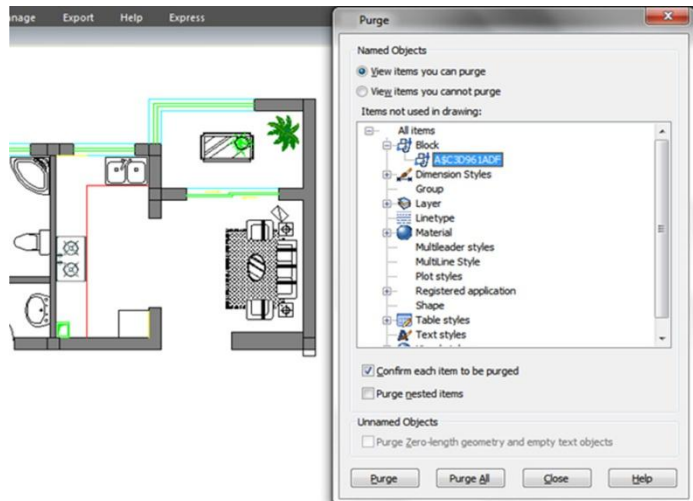 nage Export Help Express
Purge
Named Objects
View items you can purge
View items you cannot purge
Items not used in drawing:
All items
Block
A$C3D961ADF
Dimension Styles
Group
Layer
Linetype
Material
Multileader styles
MultiLine Style
Plot styles
Registered application
Shape
Table styles
Text styles
Confirm each item to be purged
Purge nested items
Unnamed Objects
Purge Zero-length geometry and empty text objects
Purge Purge All Close Help